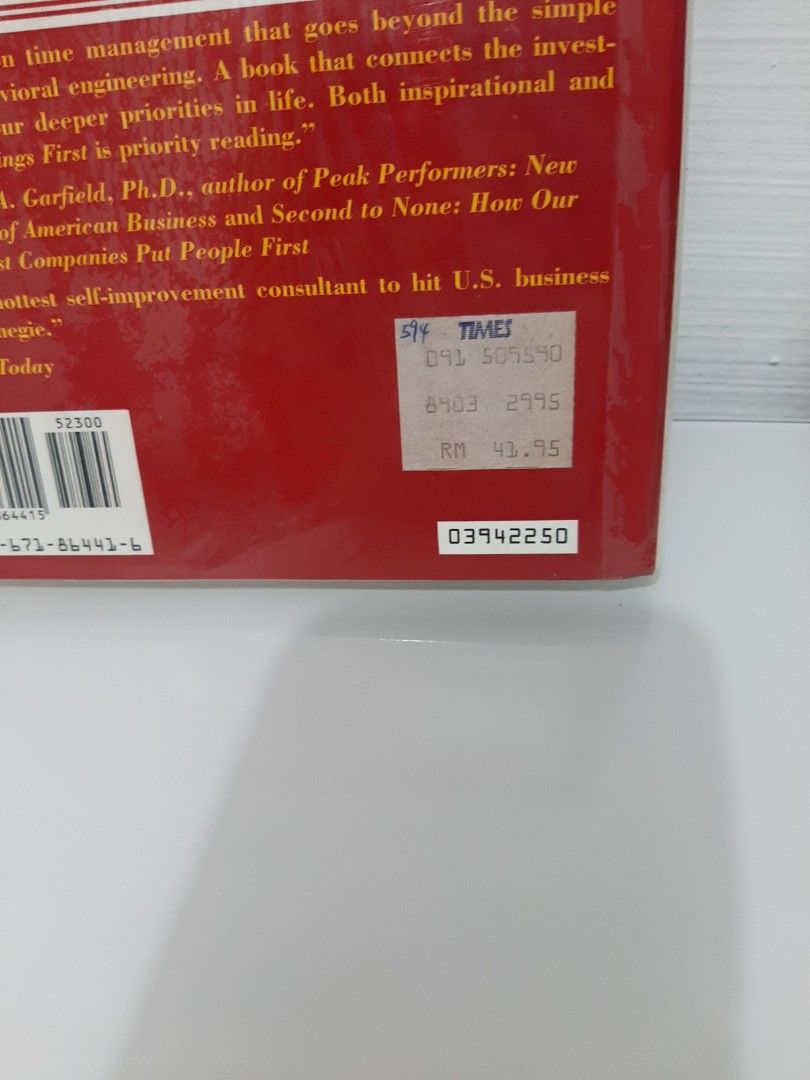 n time management that goes beyond the simple
vioral engineering. A book that connects the invest-
ur deeper priorities in life. Both inspirational and
ings First is priority reading.”
A. Garfield, Ph.D., author of Peak Performers: New
of American Business and Second to None: How Our
st Companies Put People First
hottest self-improvement consultant to hit U.S. business
negie.”
Today
594 TIMES
091 509590
8403 2995
RM 41.95
52300
64415
-671-86441-6
03942250